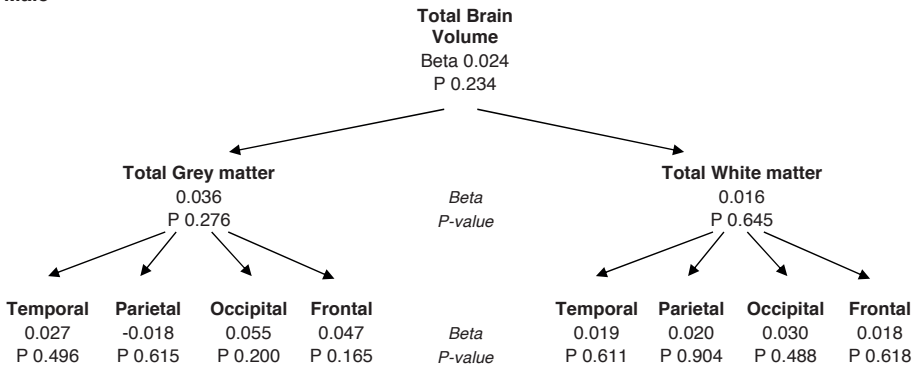 Total Brain
Volume
Beta 0.024
P 0.234
Total Grey matter Total White matter
0.036 Beta 0.016
P 0.276 P-value P 0.645
Temporal Parietal Occipital Frontal Temporal Parietal Occipital Frontal
0.027 -0.018 0.055 0.047 Beta 0.019 0.020 0.030 0.018
P 0.496 P 0.615 P 0.200 P 0.165 P-value P 0.611 P 0.904 P 0.488 P 0.618